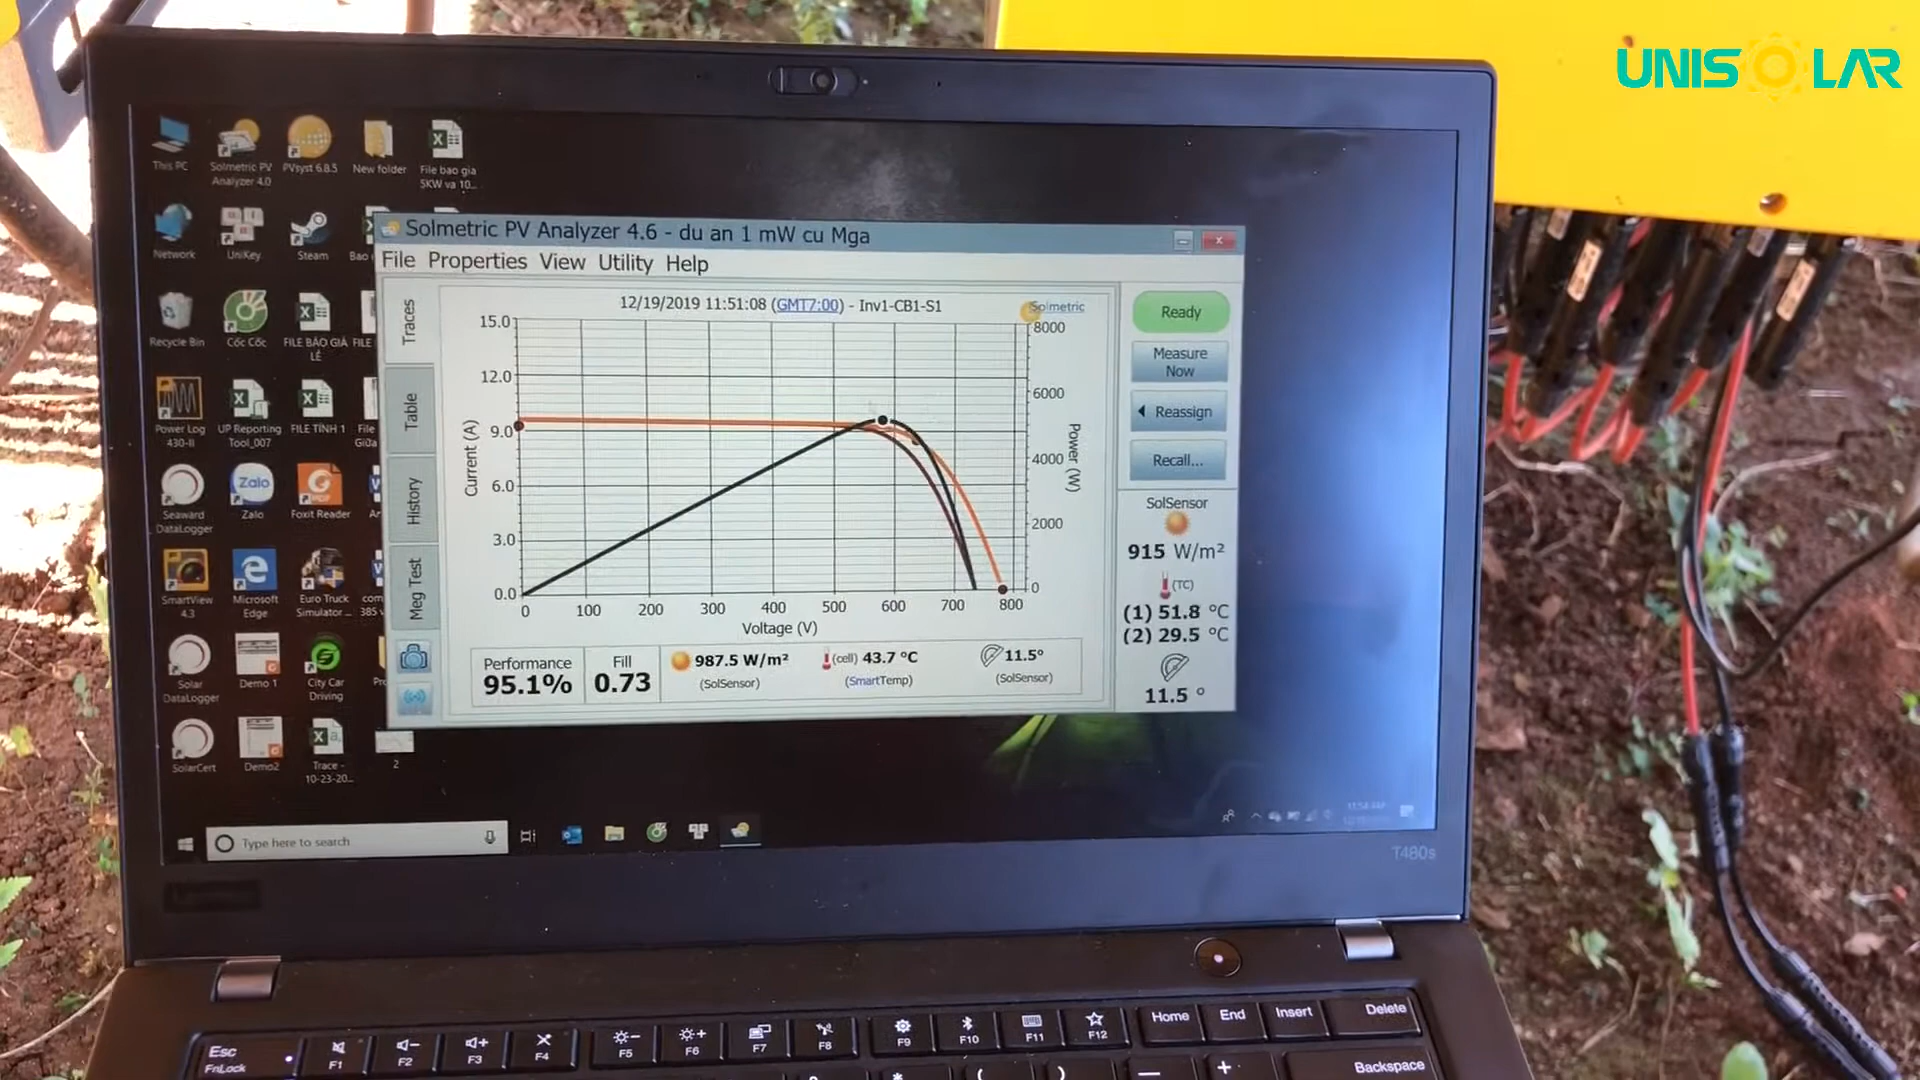 UNISOLAR
This PC
Solmetric PV
Analyzer 4.0
PVsyst 6.8.5
New folder
File bao gia
5KW va 10...
Network
UniKey
Steam
Bao
Recycle Bin
Cốc Cốc
FILE BÁO GIÁ
LẺ
FILE
Power Log
430-II
UP Reporting
Tool_007
FILE TÍNH 1
File
Giữa
Seaward
DataLogger
Zalo
Foxit Reader
SmartView
4.3
Microsoft
Edge
Euro Truck
Simulator ...
com
385 v
Solar
DataLogger
Demo 1
City Car
Driving
SolarCert
Demo2
Trace -
10-23-20...
2
Solmetric PV Analyzer 4.6 - du an 1 mW cu Mga
File Properties View Utility Help
Traces
Table
History
Meg Test
12/19/2019 11:51:08 (GMT7:00) - Inv1-CB1-S1
Solmetric
15.0
12.0
9.0
6.0
3.0
0.0
Current (A)
8000
6000
4000
2000
0
Power (W)
0 100 200 300 400 500 600 700 800
Voltage (V)
Performance
95.1%
Fill
0.73
987.5 W/m²
(SolSensor)
(cell) 43.7 °C
(SmartTemp)
11.5°
(SolSensor)
Ready
Measure
Now
Reassign
Recall...
SolSensor
915 W/m²
(TC)
(1) 51.8 °C
(2) 29.5 °C
11.5 °
Type here to search
T480s
Esc
FnLock
F1
F2
F3
F4
F5
F6
F7
F8
F9
F10
F11
F12
Home
End
Insert
Delete
Backspace